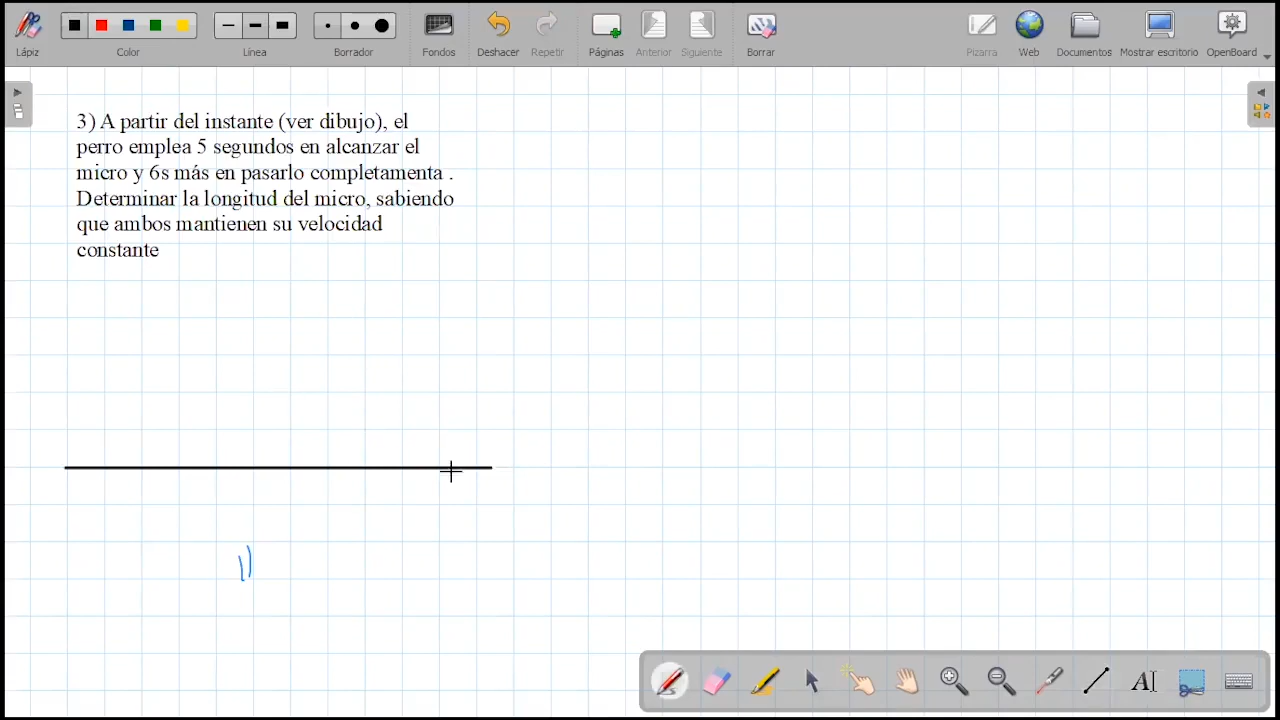 Lápiz
Color
Línea
Borrador
Fondos
Deshacer
Repetir
Páginas
Anterior
Siguiente
Borrar
Pizarra
Web
Documentos
Mostrar escritorio
OpenBoard
3) A partir del instante (ver dibujo), el
perro emplea 5 segundos en alcanzar el
micro y 6s más en pasarlo completamenta .
Determinar la longitud del micro, sabiendo
que ambos mantienen su velocidad
constante